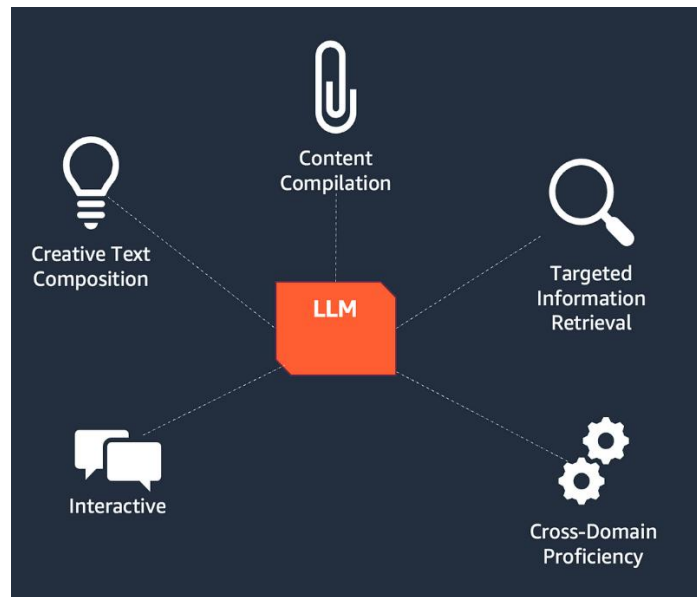 Content
Compilation
Creative Text
Composition
Targeted
Information
Retrieval
LLM
Interactive
Cross-Domain
Proficiency